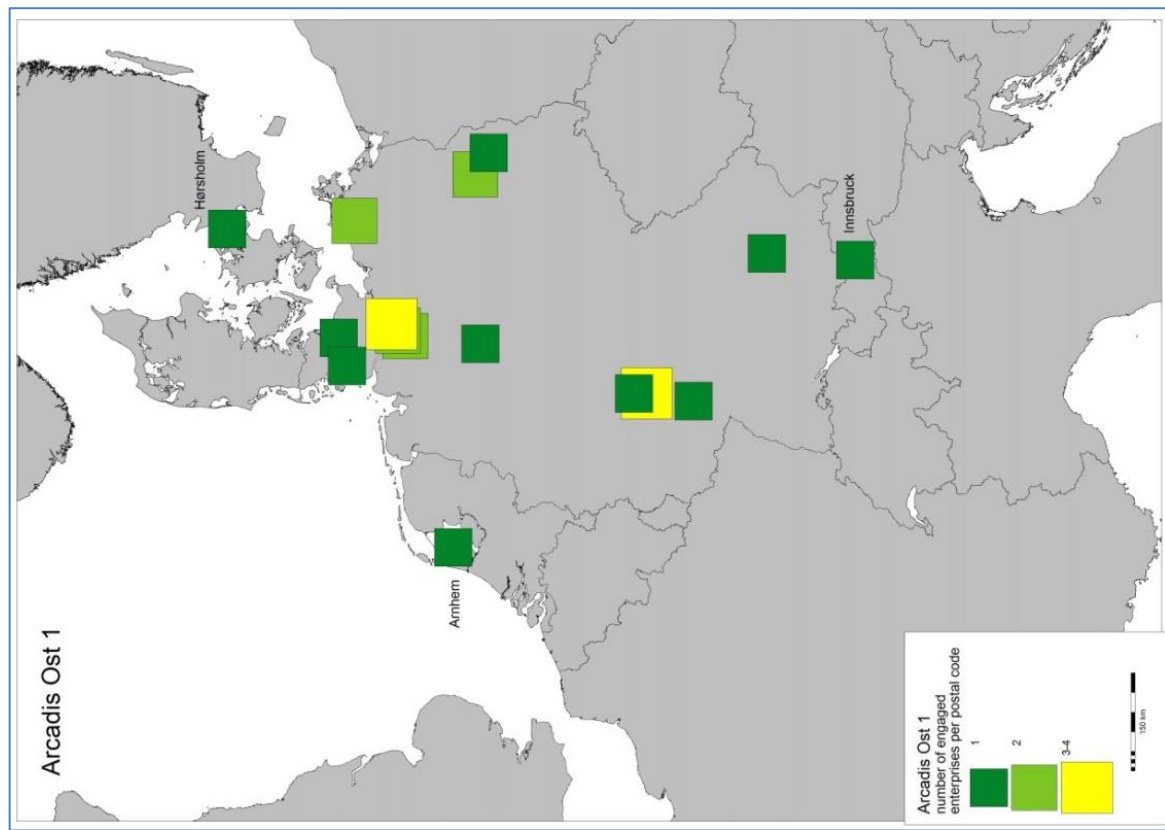 Arcadis Ost 1
Hørsholm
Arnhem
Innsbruck
Arcadis Ost 1
number of engaged
enterprises per postal code
1
2
3-4
150 km